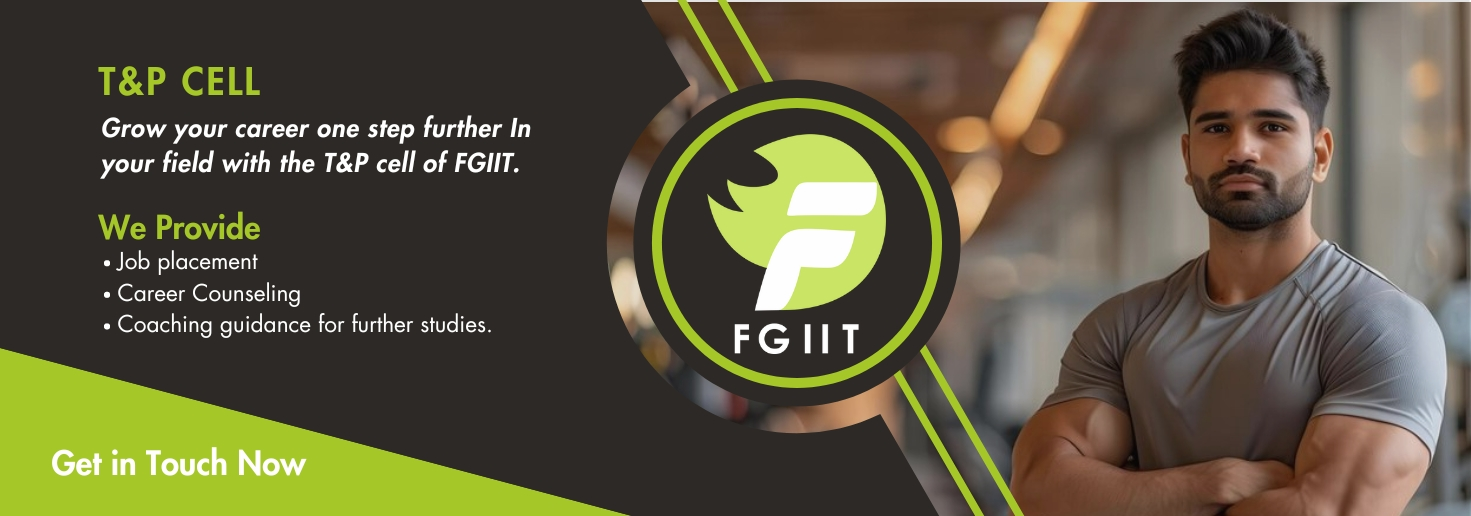 T&P CELL
Grow your career one step further In
your field with the T&P cell of FGIIT.
We Provide
• Job placement
• Career Counseling
• Coaching guidance for further studies.
Get in Touch Now
FGIIT